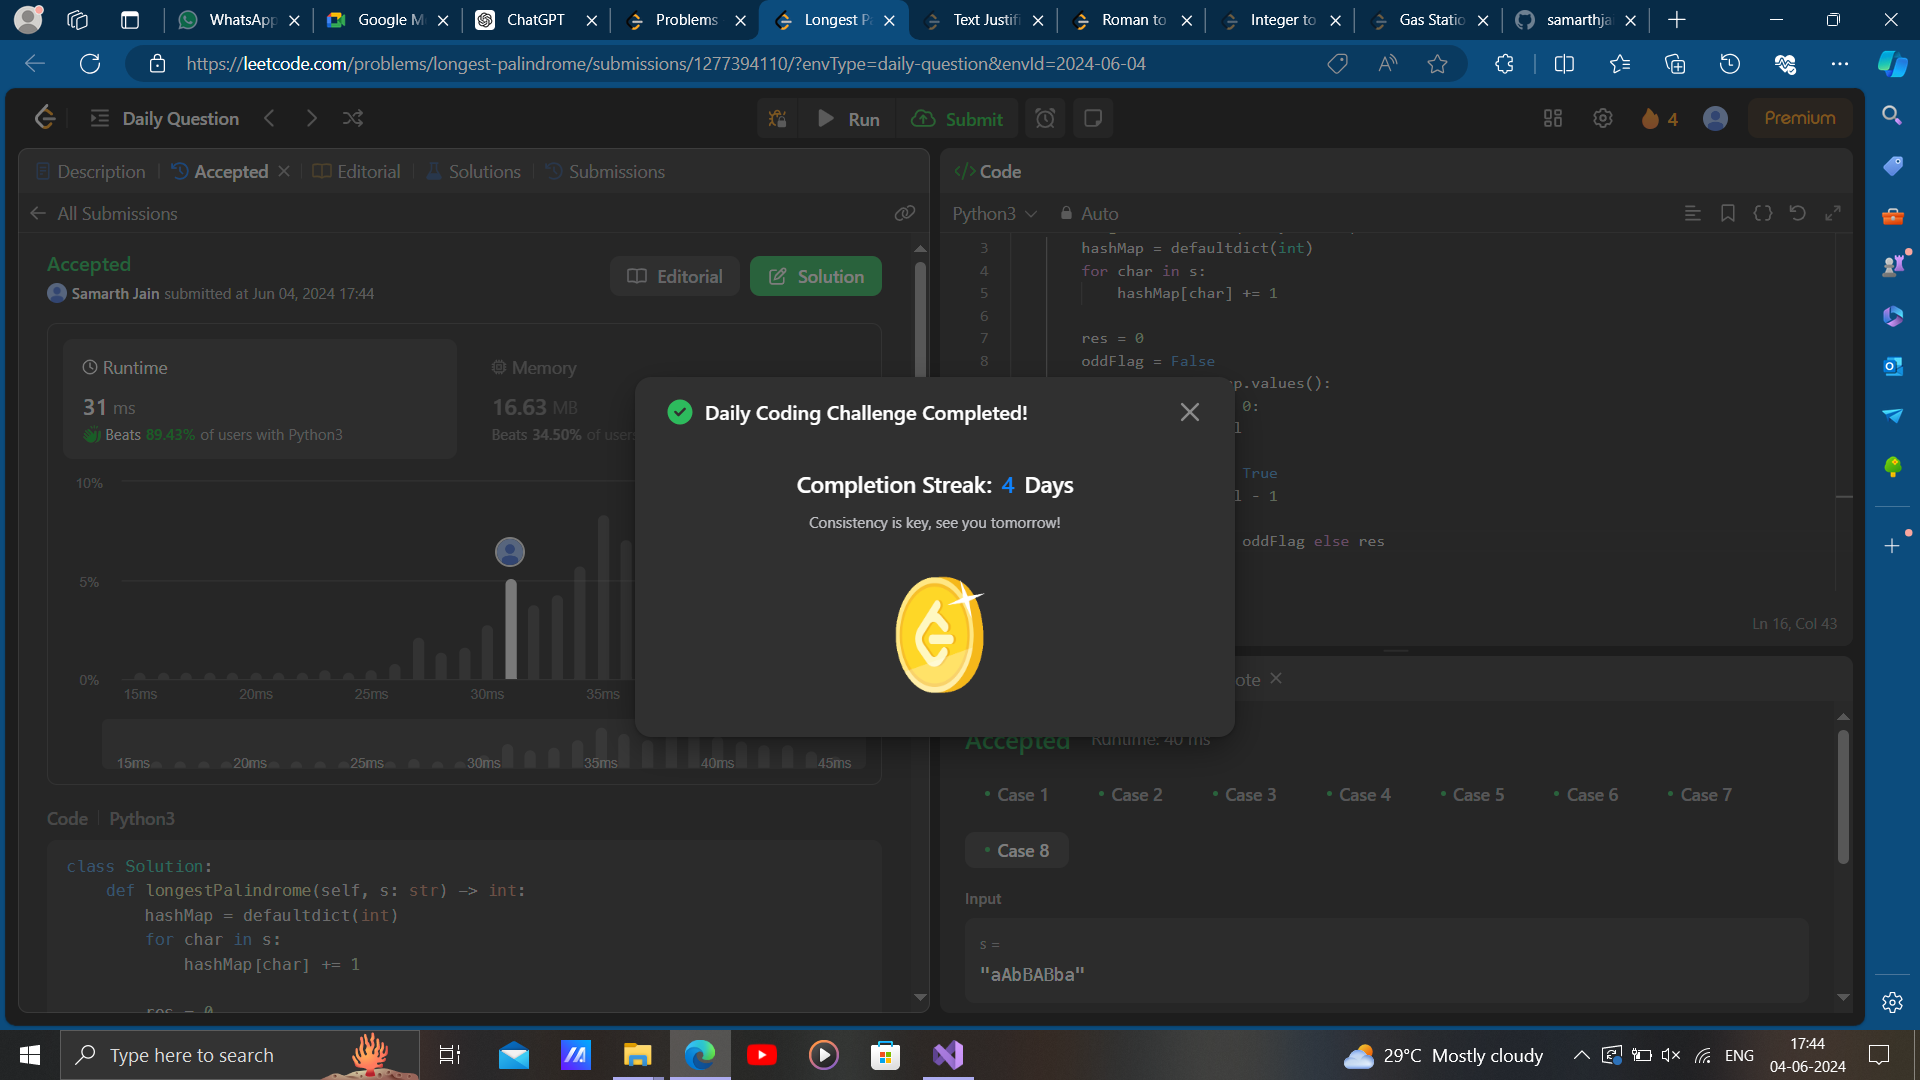 WhatsApp
Google M
ChatGPT
Problems
Longest Pa
Text Justifi
Roman to
Integer to
Gas Statio
samarthja
https://leetcode.com/problems/longest-palindrome/submissions/1277394110/?envType=daily-question&envId=2024-06-04
Daily Question
Run
Submit
4
Premium
Description
Accepted
Editorial
Solutions
Submissions
</> Code
All Submissions
Python3
Auto
Accepted
Samarth Jain submitted at Jun 04, 2024 17:44
Editorial
Solution
Runtime
31 ms
Beats 89.43% of users with Python3
Memory
16.63 MB
Beats 34.50% of users
10%
5%
0%
15ms
20ms
25ms
30ms
35ms
15ms
20ms
25ms
30ms
35ms
40ms
45ms
Code
Python3
class Solution:
def longestPalindrome(self, s: str) -> int:
hashMap = defaultdict(int)
for char in s:
hashMap[char] += 1
res = 0
3 hashMap = defaultdict(int)
4 for char in s:
5 hashMap[char] += 1
6
7 res = 0
8 oddFlag = False
p.values():
0:
l
True
l - 1
oddFlag else res
Ln 16, Col 43
Daily Coding Challenge Completed!
Completion Streak: 4 Days
Consistency is key, see you tomorrow!
ote
Accepted
Runtime: 40 ms
Case 1
Case 2
Case 3
Case 4
Case 5
Case 6
Case 7
Case 8
Input
s =
"aAbBABba"
Type here to search
29°C Mostly cloudy
ENG
17:44
04-06-2024